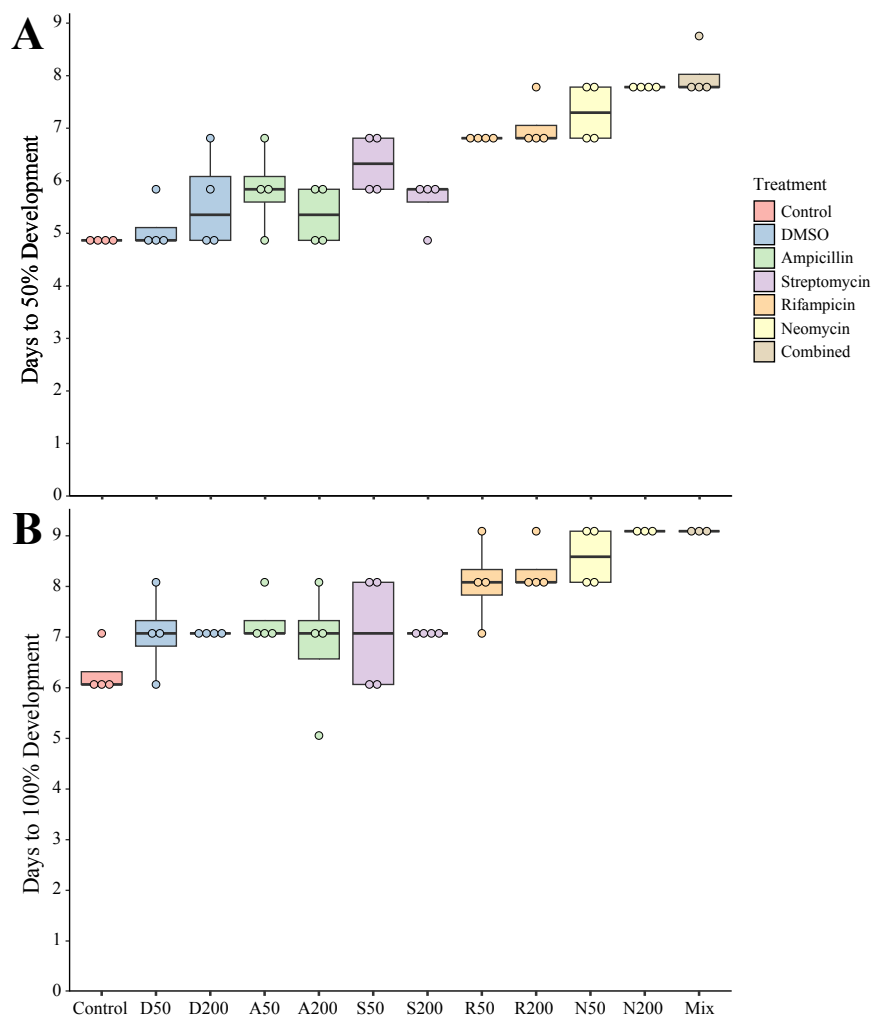 A
Days to 50% Development
9
8
7
6
5
4
3
2
1
0
Treatment
Control
DMSO
Ampicillin
Streptomycin
Rifampicin
Neomycin
Combined
B
Days to 100% Development
9
8
7
6
5
4
3
2
1
0
Control D50 D200 A50 A200 S50 S200 R50 R200 N50 N200 Mix